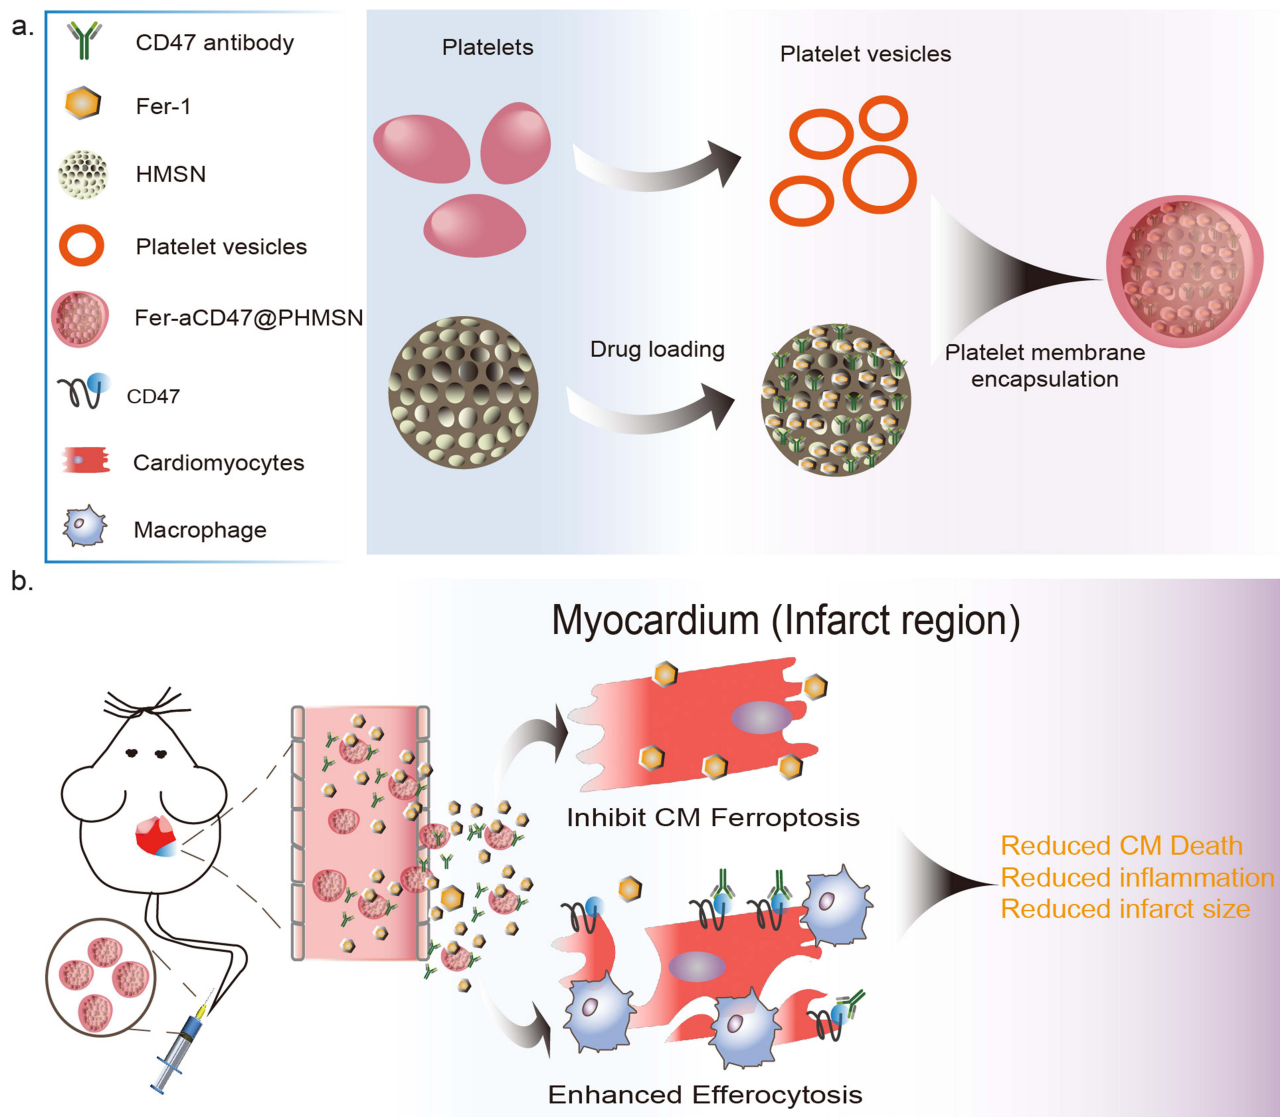 a.
CD47 antibody
Fer-1
HMSN
Platelet vesicles
Fer-aCD47@PHMSN
CD47
Cardiomyocytes
Macrophage
Platelets
Platelet vesicles
Drug loading
Platelet membrane
encapsulation
b.
Myocardium (Infarct region)
Inhibit CM Ferroptosis
Enhanced Efferocytosis
Reduced CM Death
Reduced inflammation
Reduced infarct size